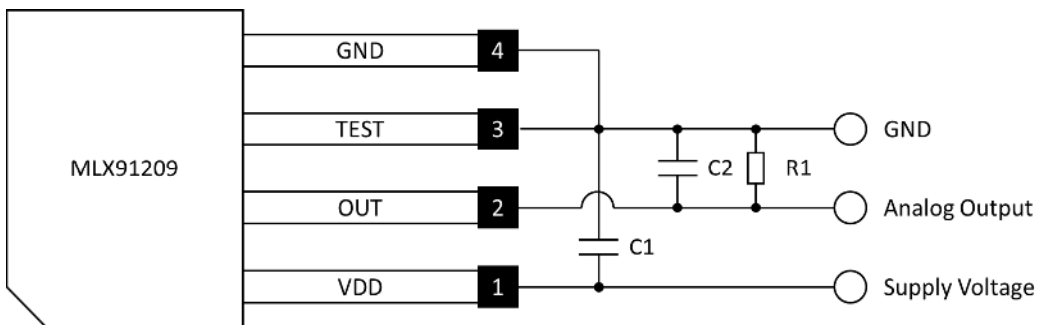 GND
4
TEST
3
GND
MLX91209
C2
R1
OUT
2
Analog Output
C1
VDD
1
Supply Voltage